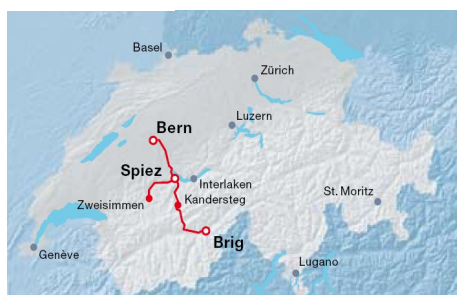 Basel
Zürich
Luzern
Bern
Spiez
Interlaken
Zweisimmen
Kandersteg
St. Moritz
Brig
Genève
Lugano